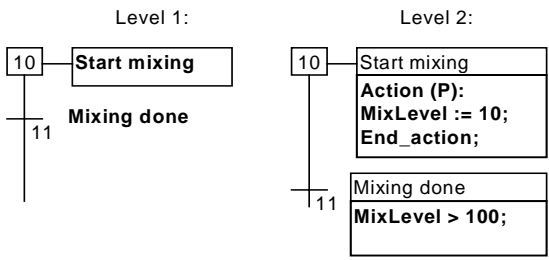 Level 1:
10
Start mixing
Mixing done
11
Level 2:
10
Start mixing
Action (P):
MixLevel := 10;
End_action;
Mixing done
11
MixLevel > 100;